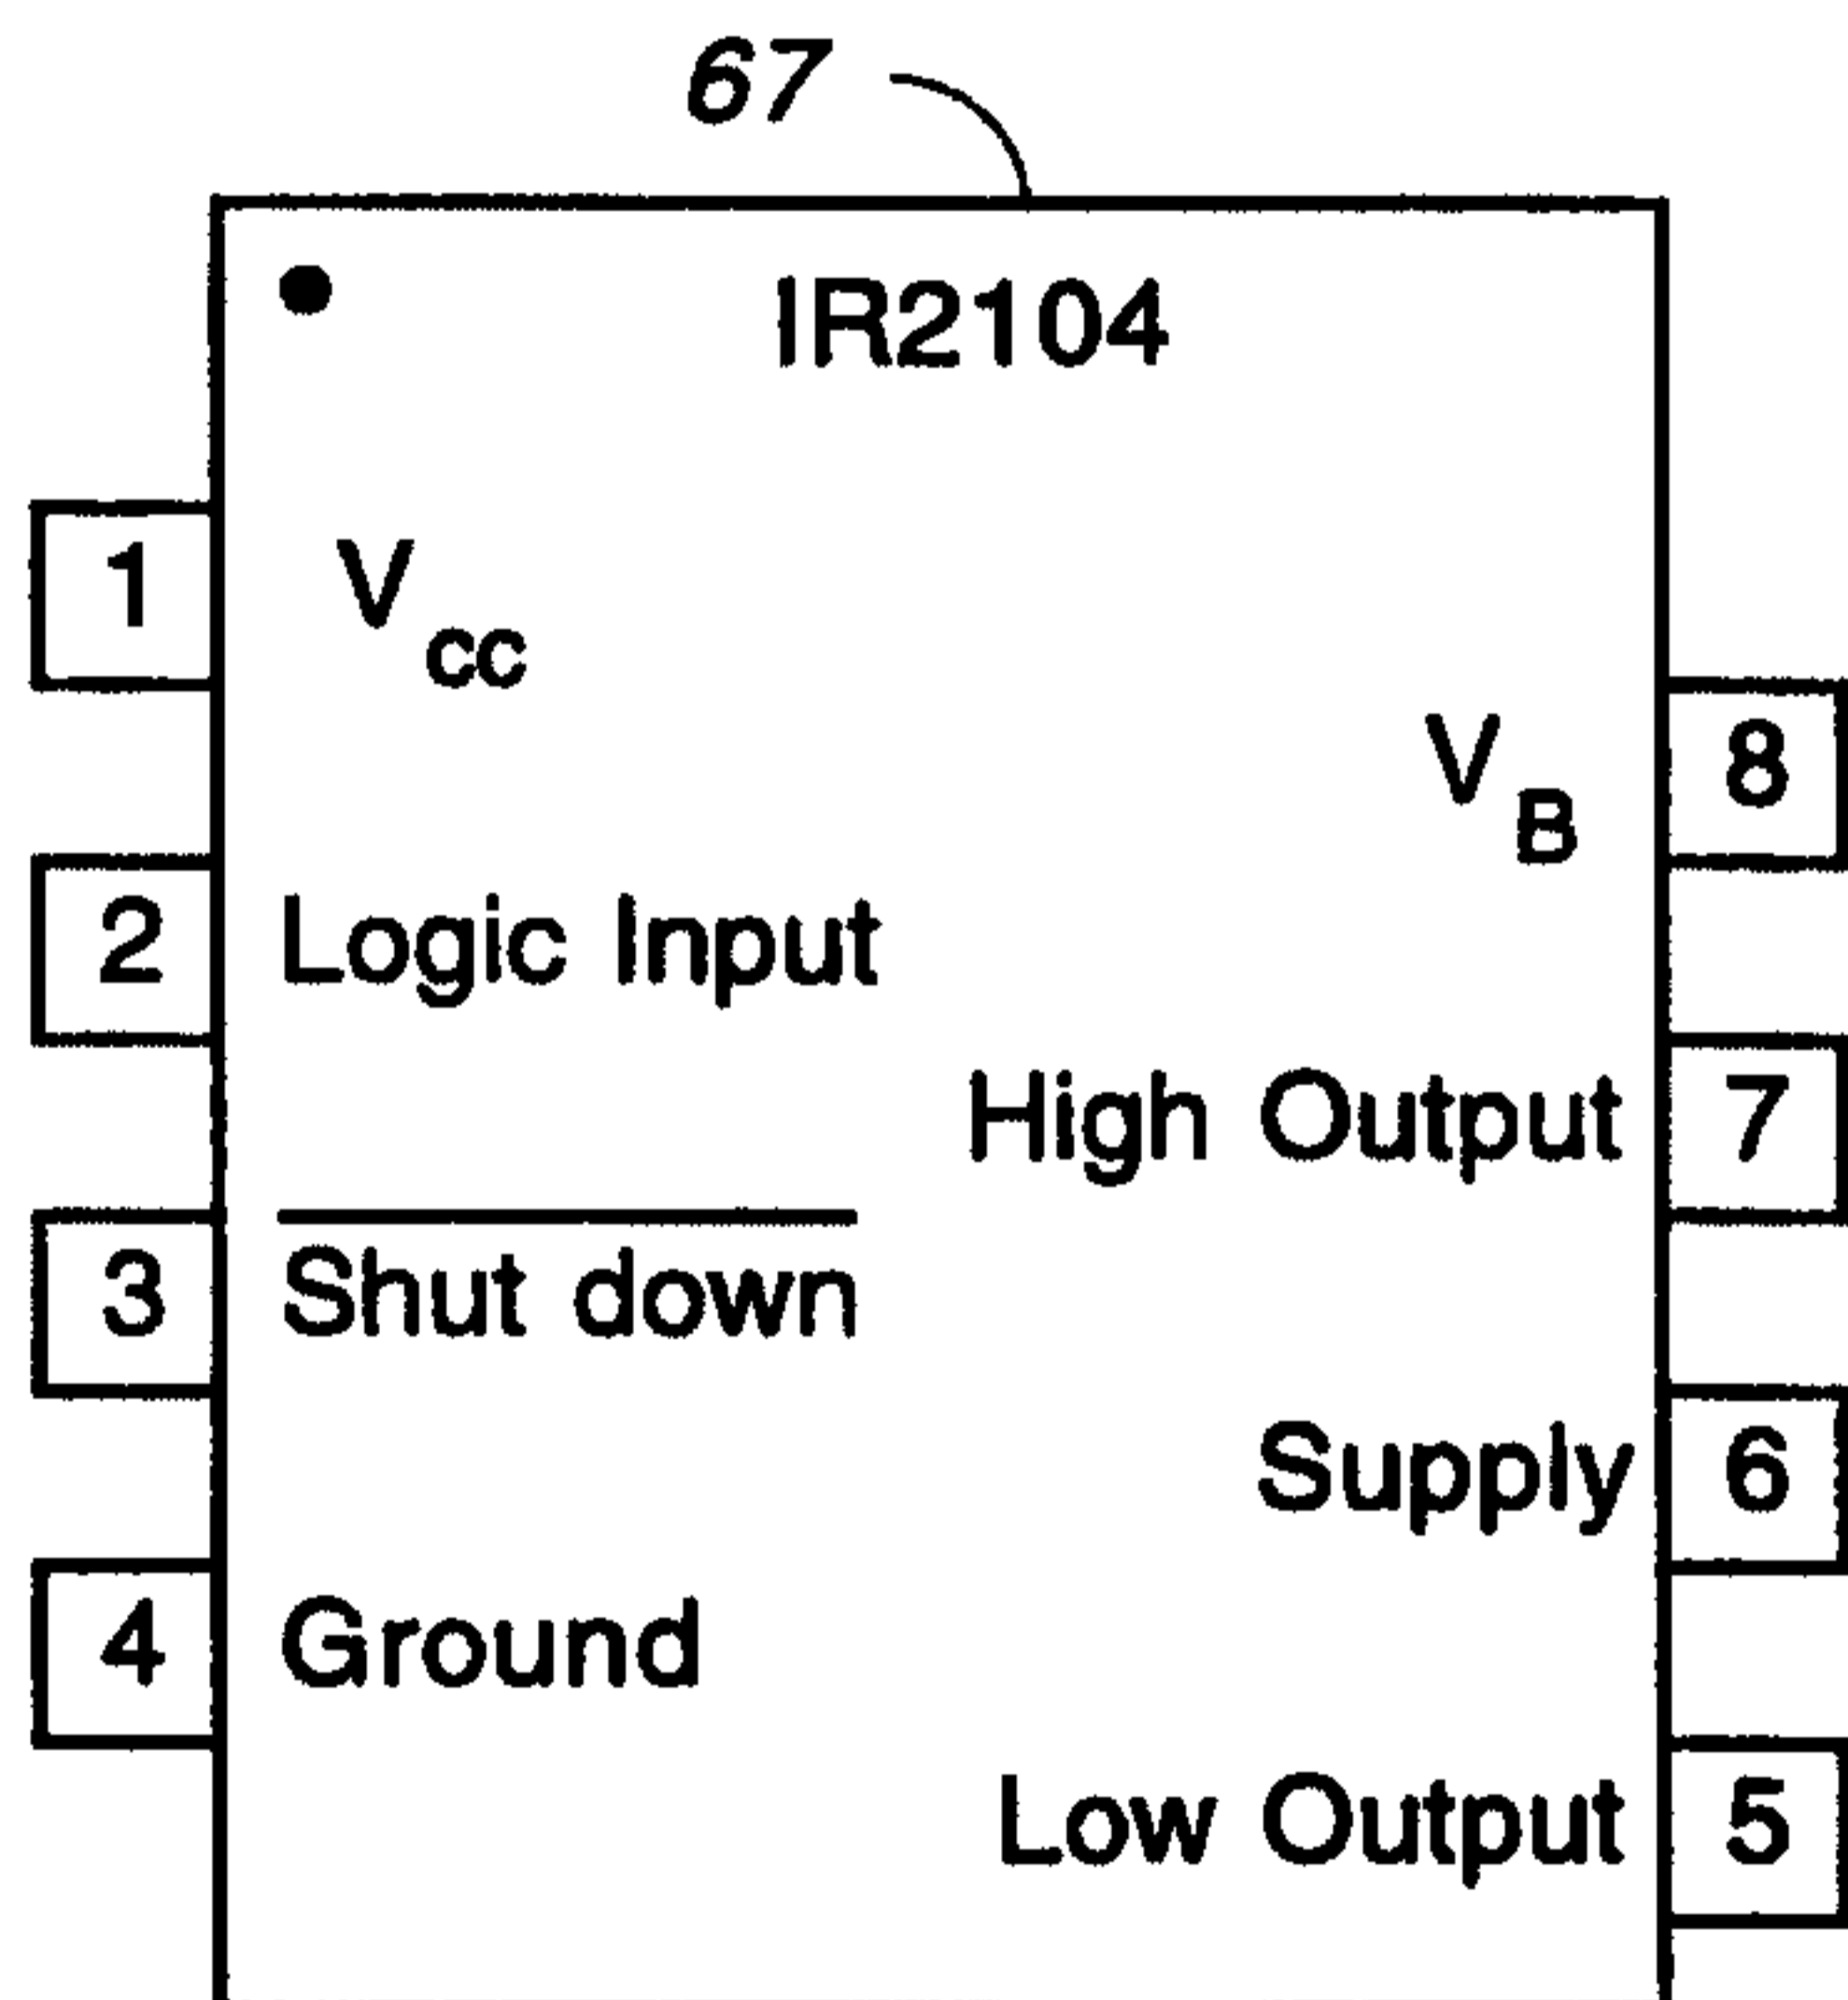 67
IR2104
1 Vcc
VB 8
2 Logic Input
High Output 7
3 Shut down
Supply 6
4 Ground
Low Output 5